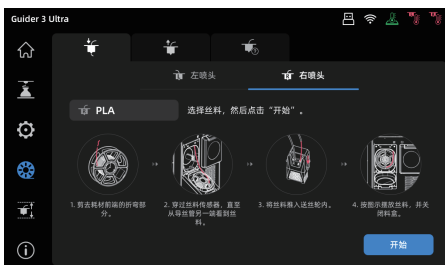 Guider 3 Ultra
左喷头
右喷头
PLA
选择丝料，然后点击“开始”。
1. 剪去耗材前端的折弯部
分。
2. 穿过丝料传感器，直至
从导丝管另一端看到丝
料。
3. 将丝料推入送丝轮内。
4. 按图示摆放丝料，并关
闭料盒。
开始